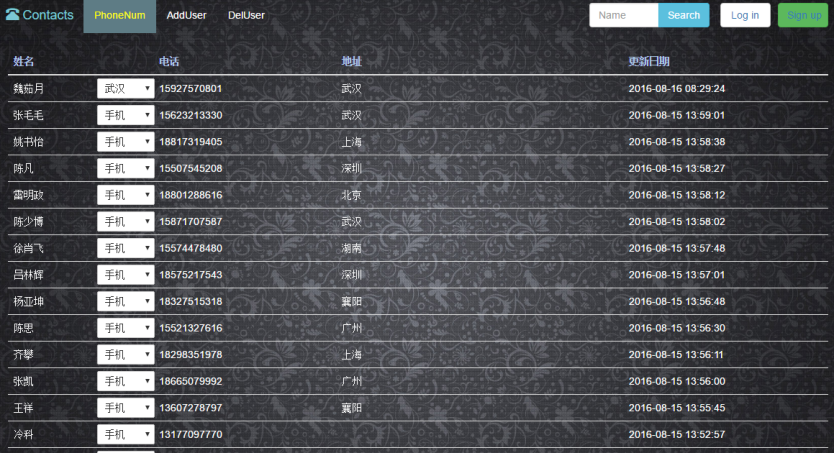 Contacts PhoneNum AddUser DelUser Name Search Log in Sign up
姓名 电话 地址 更新日期
魏茄月 武汉 15927570801 武汉 2016-08-16 08:29:24
张毛毛 手机 15623213330 武汉 2016-08-15 13:59:01
姚书怡 手机 18817319405 上海 2016-08-15 13:58:38
陈凡 手机 15507545208 深圳 2016-08-15 13:58:27
雷明政 手机 18801288616 北京 2016-08-15 13:58:12
陈少博 手机 15871707587 武汉 2016-08-15 13:58:02
徐肖飞 手机 15574478480 湖南 2016-08-15 13:57:48
吕林辉 手机 18575217543 深圳 2016-08-15 13:57:01
杨亚坤 手机 18327515318 襄阳 2016-08-15 13:56:48
陈思 手机 15521327616 广州 2016-08-15 13:56:30
齐攀 手机 18298351978 上海 2016-08-15 13:56:11
张凯 手机 18665079992 广州 2016-08-15 13:56:00
王祥 手机 13607278797 襄阳 2016-08-15 13:55:45
冷科 手机 13177097770 2016-08-15 13:52:57